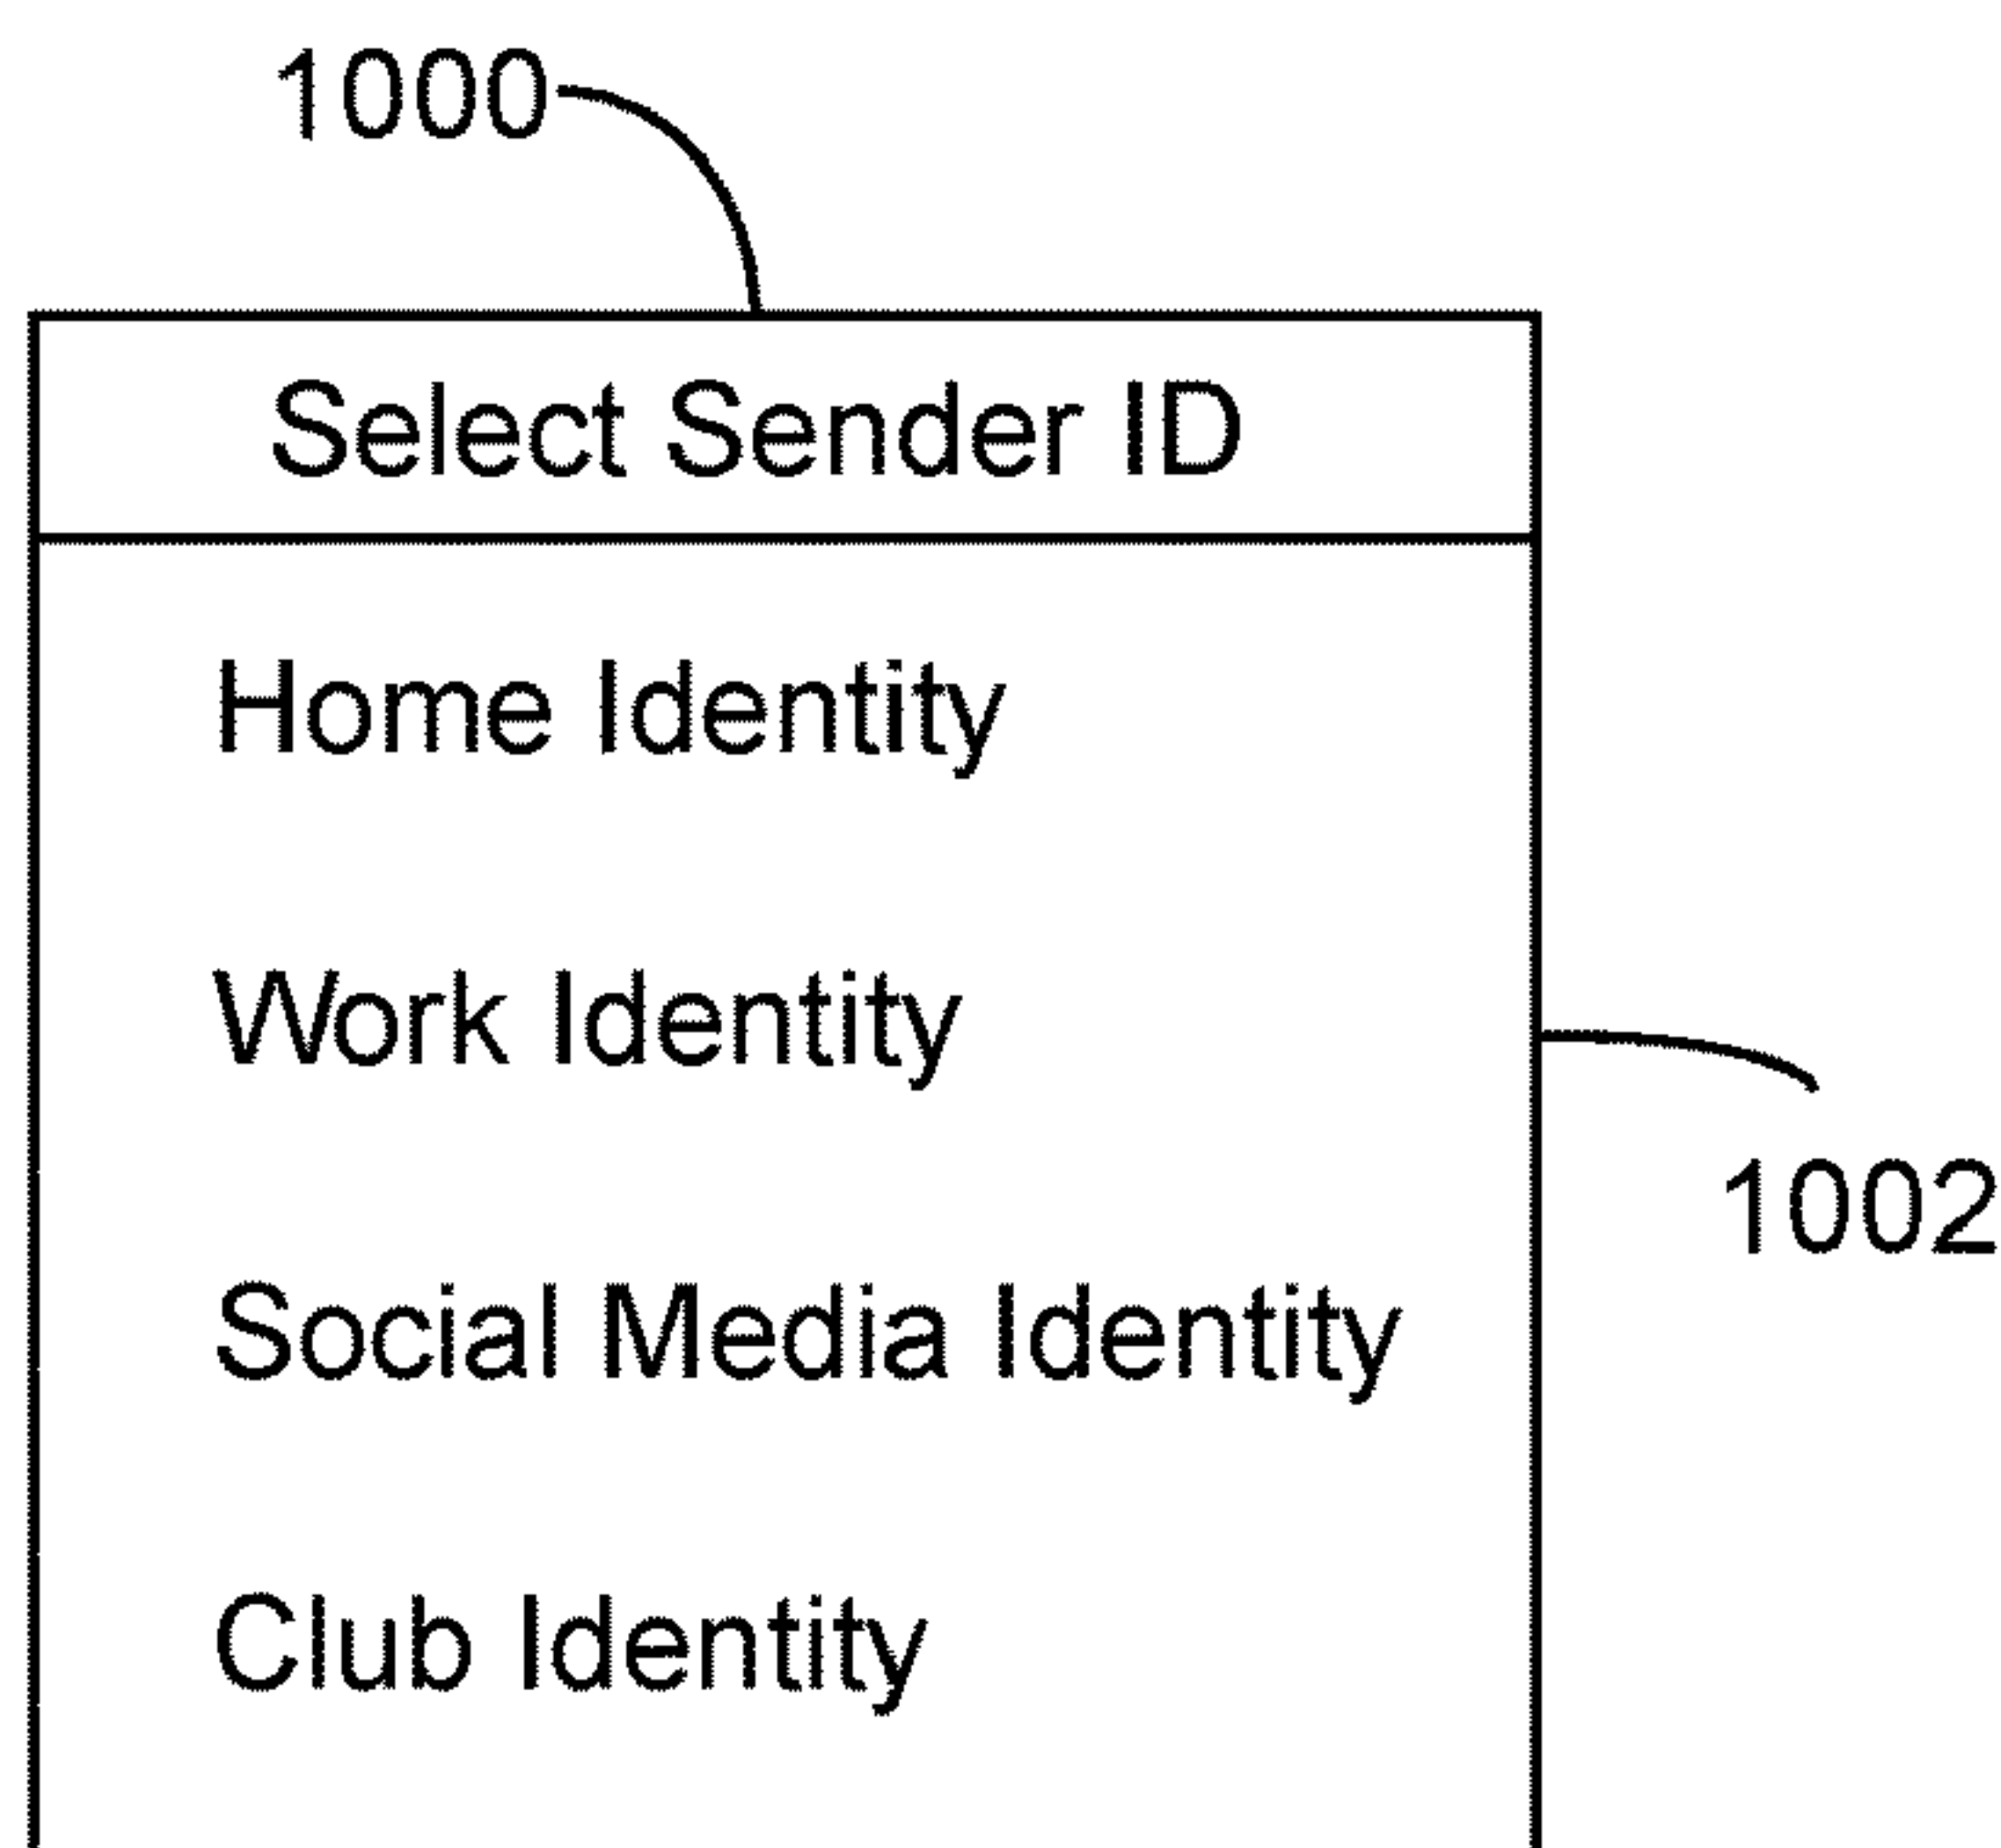 1000
Select Sender ID
Home Identity
Work Identity
1002
Social Media Identity
Club Identity